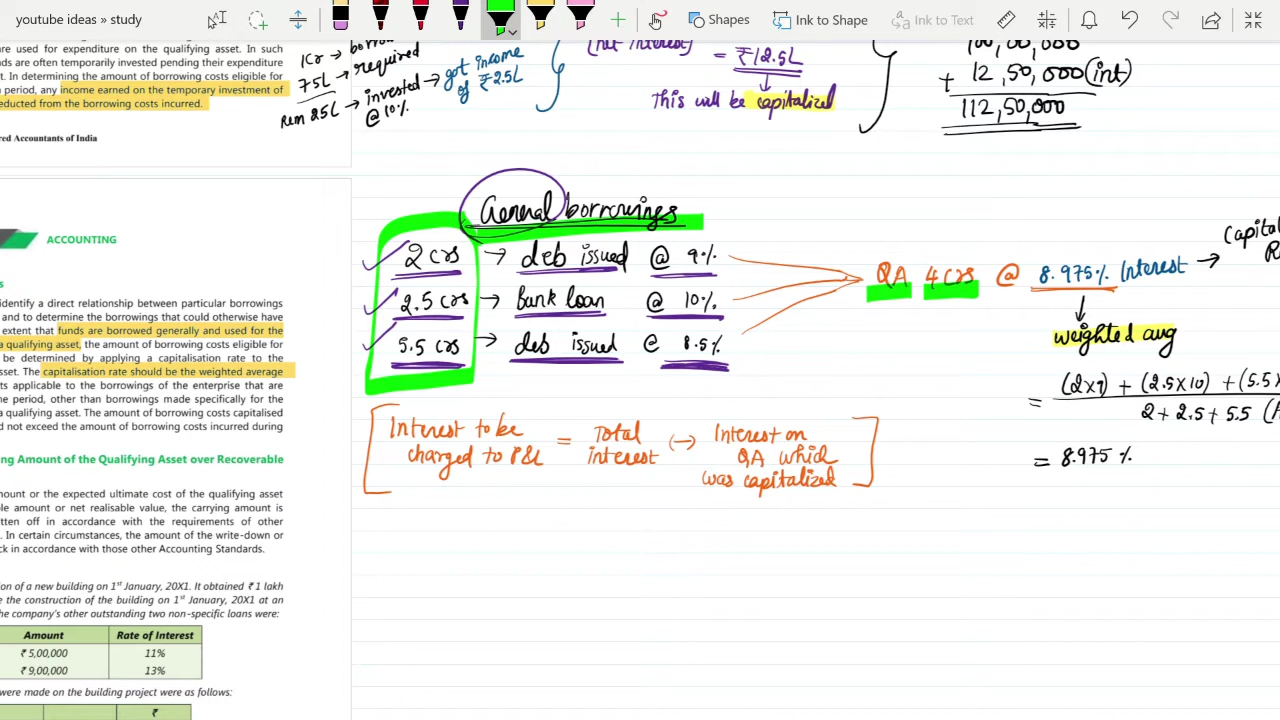 youtube ideas » study
Shapes
Ink to Shape
Ink to Text
are used for expenditure on the qualifying asset. In such
ds are often temporarily invested pending their expenditure
et. In determining the amount of borrowing costs eligible for
period, any income earned on the temporary investment of
educted from the borrowing costs incurred.
red Accountants of India
1Cr → borrow
75L → required
Rem 25L → invested @ 10% → got income of ₹2.5L
(net interest) = ₹12.5L
This will be capitalized
100,00,000
+ 12,50,000 (int)
112,50,000
ACCOUNTING
identify a direct relationship between particular borrowings
and to determine the borrowings that could otherwise have
extent that funds are borrowed generally and used for the
a qualifying asset, the amount of borrowing costs eligible for
be determined by applying a capitalisation rate to the
asset. The capitalisation rate should be the weighted average
ts applicable to the borrowings of the enterprise that are
he period, other than borrowings made specifically for the
a qualifying asset. The amount of borrowing costs capitalised
d not exceed the amount of borrowing costs incurred during
ing Amount of the Qualifying Asset over Recoverable
mount or the expected ultimate cost of the qualifying asset
le amount or net realisable value, the carrying amount is
tten off in accordance with the requirements of other
. In certain circumstances, the amount of the write-down or
ck in accordance with those other Accounting Standards.
on of a new building on 1st January, 20X1. It obtained ₹ 1 lakh
e the construction of the building on 1st January, 20X1 at an
he company's other outstanding two non-specific loans were:
Amount Rate of Interest
₹ 5,00,000 11%
₹ 9,00,000 13%
were made on the building project were as follows:
₹
General borrowings
2 crs → deb issued @ 9%
2.5 crs → Bank loan @ 10%
5.5 crs → deb issued @ 8.5%
QA 4 Crs @ 8.975% Interest →
weighted avg
= (2x9) + (2.5x10) + (5.5x
2 + 2.5 + 5.5
= 8.975 %
Interest to be charged to P&L = Total interest (-) Interest on QA which was capitalized